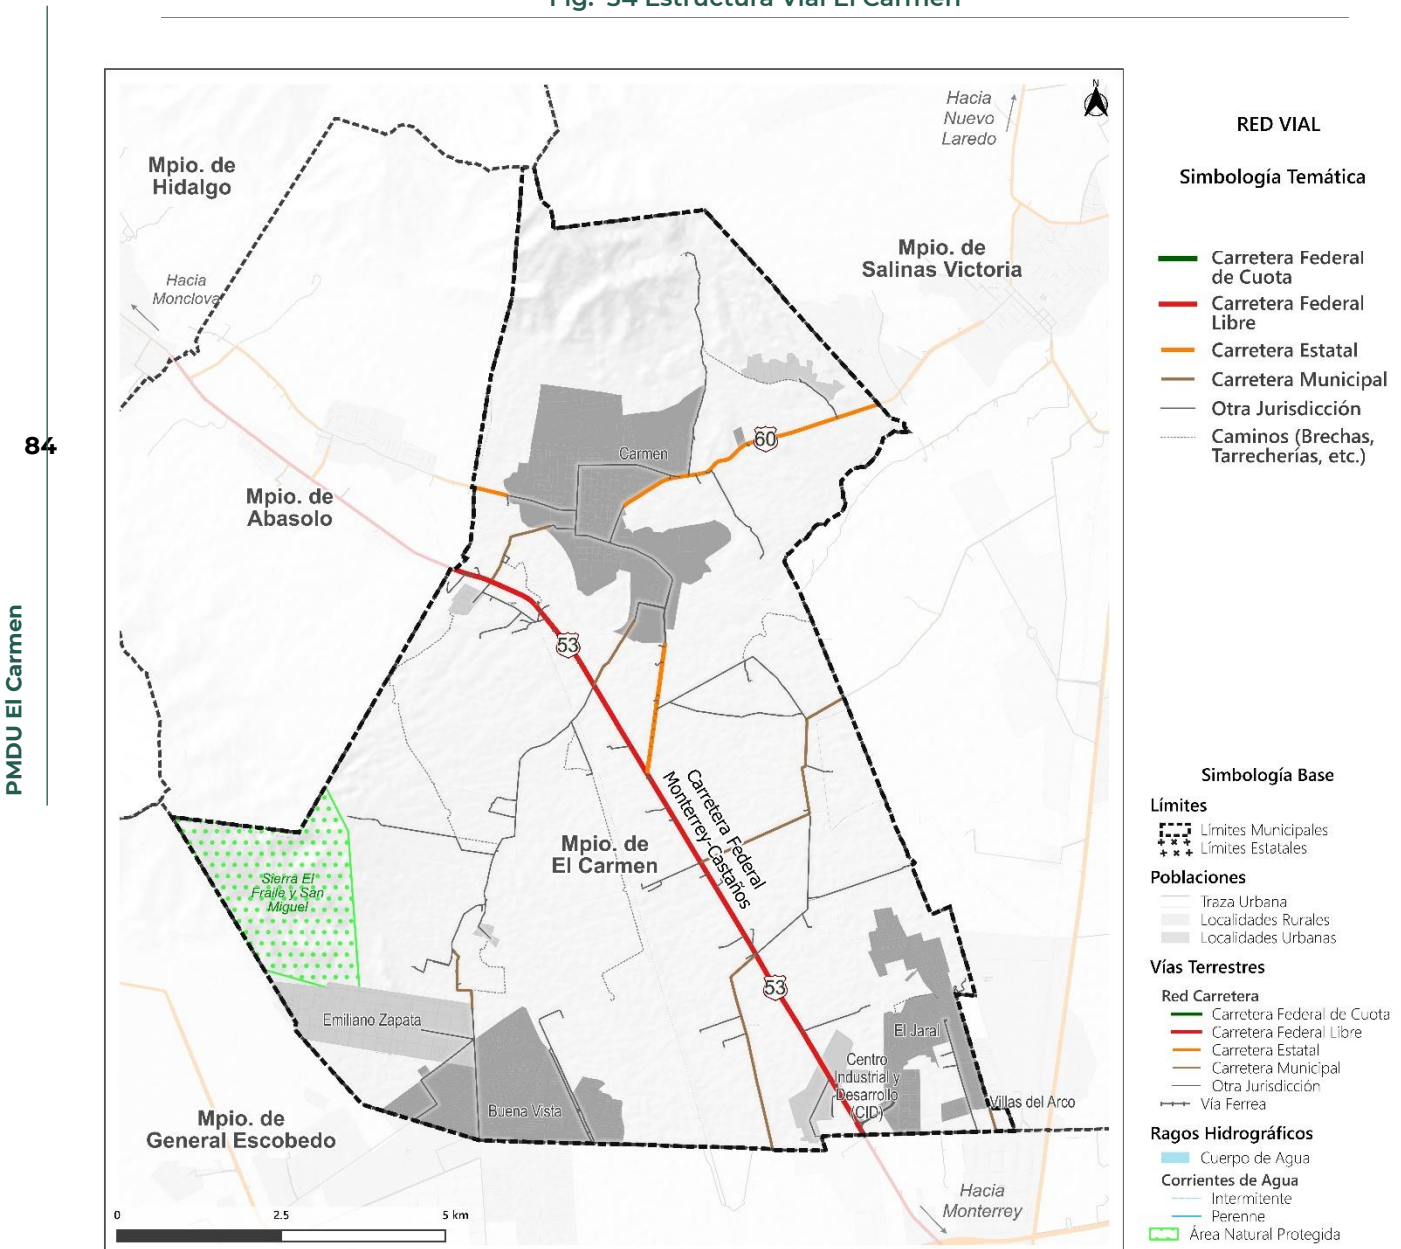 Fig. 34 Estructura Vial El Carmen
84
PMDU El Carmen
N
Hacia
Nuevo
Laredo
Mpio. de
Hidalgo
Hacia
Monclova
Mpio. de
Salinas Victoria
60
Carmen
Mpio. de
Abasolo
53
Carretera Federal
Monterrey-Castaños
Mpio. de
El Carmen
Sierra El
Fraile y San
Miguel
53
Emiliano Zapata
El Jaral
Centro
Industrial y
Desarrollo
(CID)
Buena Vista
Villas del Arco
Mpio. de
General Escobedo
Hacia
Monterrey
0 2.5 5 km
RED VIAL
Simbología Temática
Carretera Federal
de Cuota
Carretera Federal
Libre
Carretera Estatal
Carretera Municipal
Otra Jurisdicción
Caminos (Brechas,
Tarrecherías, etc.)
Simbología Base
Límites
Límites Municipales
Límites Estatales
Poblaciones
Traza Urbana
Localidades Rurales
Localidades Urbanas
Vías Terrestres
Red Carretera
Carretera Federal de Cuota
Carretera Federal Libre
Carretera Estatal
Carretera Municipal
Otra Jurisdicción
Vía Ferrea
Ragos Hidrográficos
Cuerpo de Agua
Corrientes de Agua
Intermitente
Perenne
Área Natural Protegida